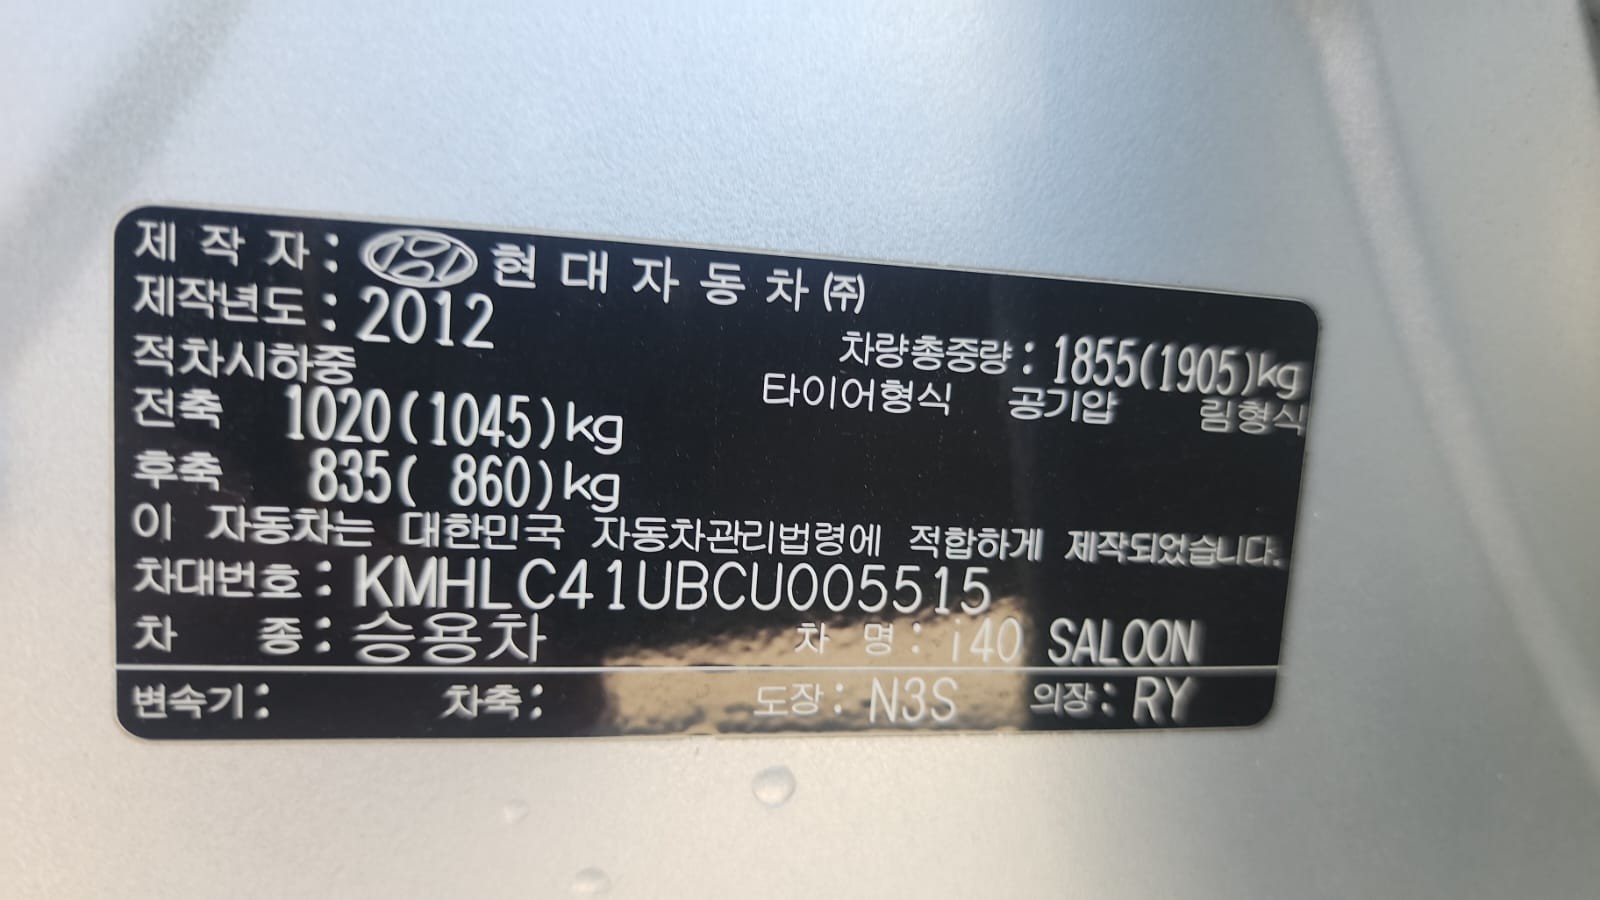 제 작 자 : 현 대 자 동 차 ㈜
제작년도 : 2012
차량총중량 : 1855(1905)kg
적차시하중
타이어형식 공기압 림형식
전축 1020(1045)kg
후축 835( 860)kg
이 자동차는 대한민국 자동차관리법령에 적합하게 제작되었습니다.
차대번호 : KMHLC41UBCU005515
차 종 : 승용차 차 명 : i40 SALOON
변속기 : 차축 : 도장 : N3S 의장 : RY